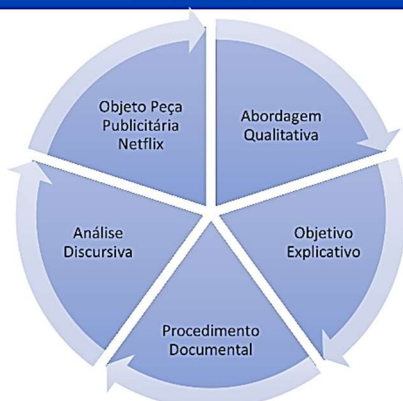 Objeto Peça
Publicitária
Netflix
Abordagem
Qualitativa
Objetivo
Explicativo
Procedimento
Documental
Análise
Discursiva